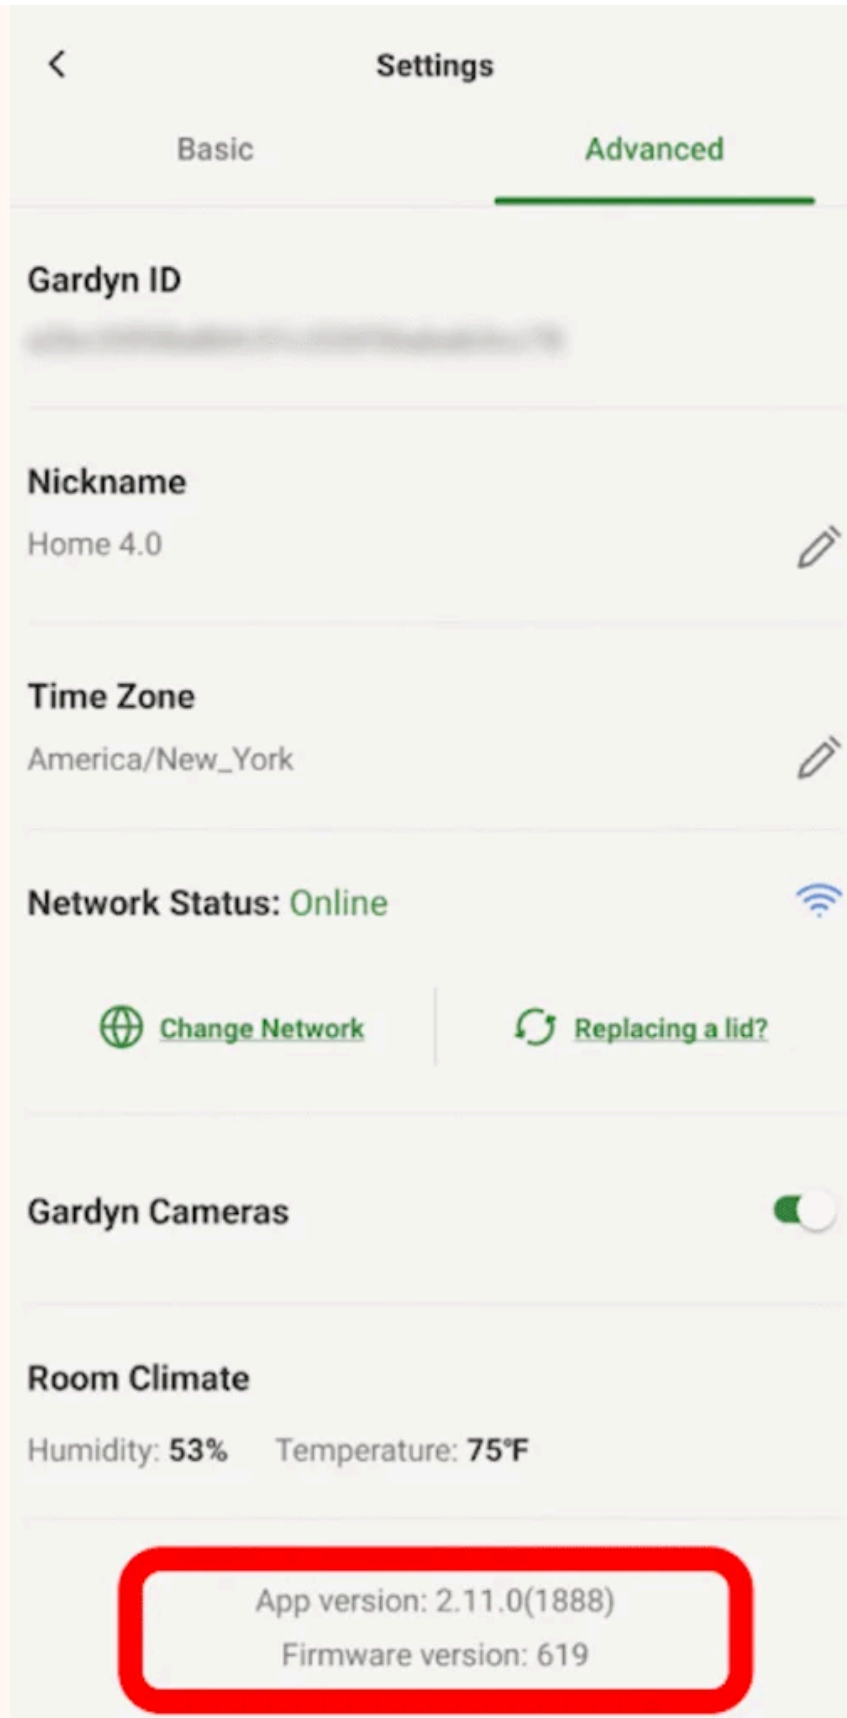 Settings
Basic
Advanced
Gardyn ID
Nickname
Home 4.0
Time Zone
America/New_York
Network Status: Online
Change Network
Replacing a lid?
Gardyn Cameras
Room Climate
Humidity: 53% Temperature: 75°F
App version: 2.11.0(1888)
Firmware version: 619